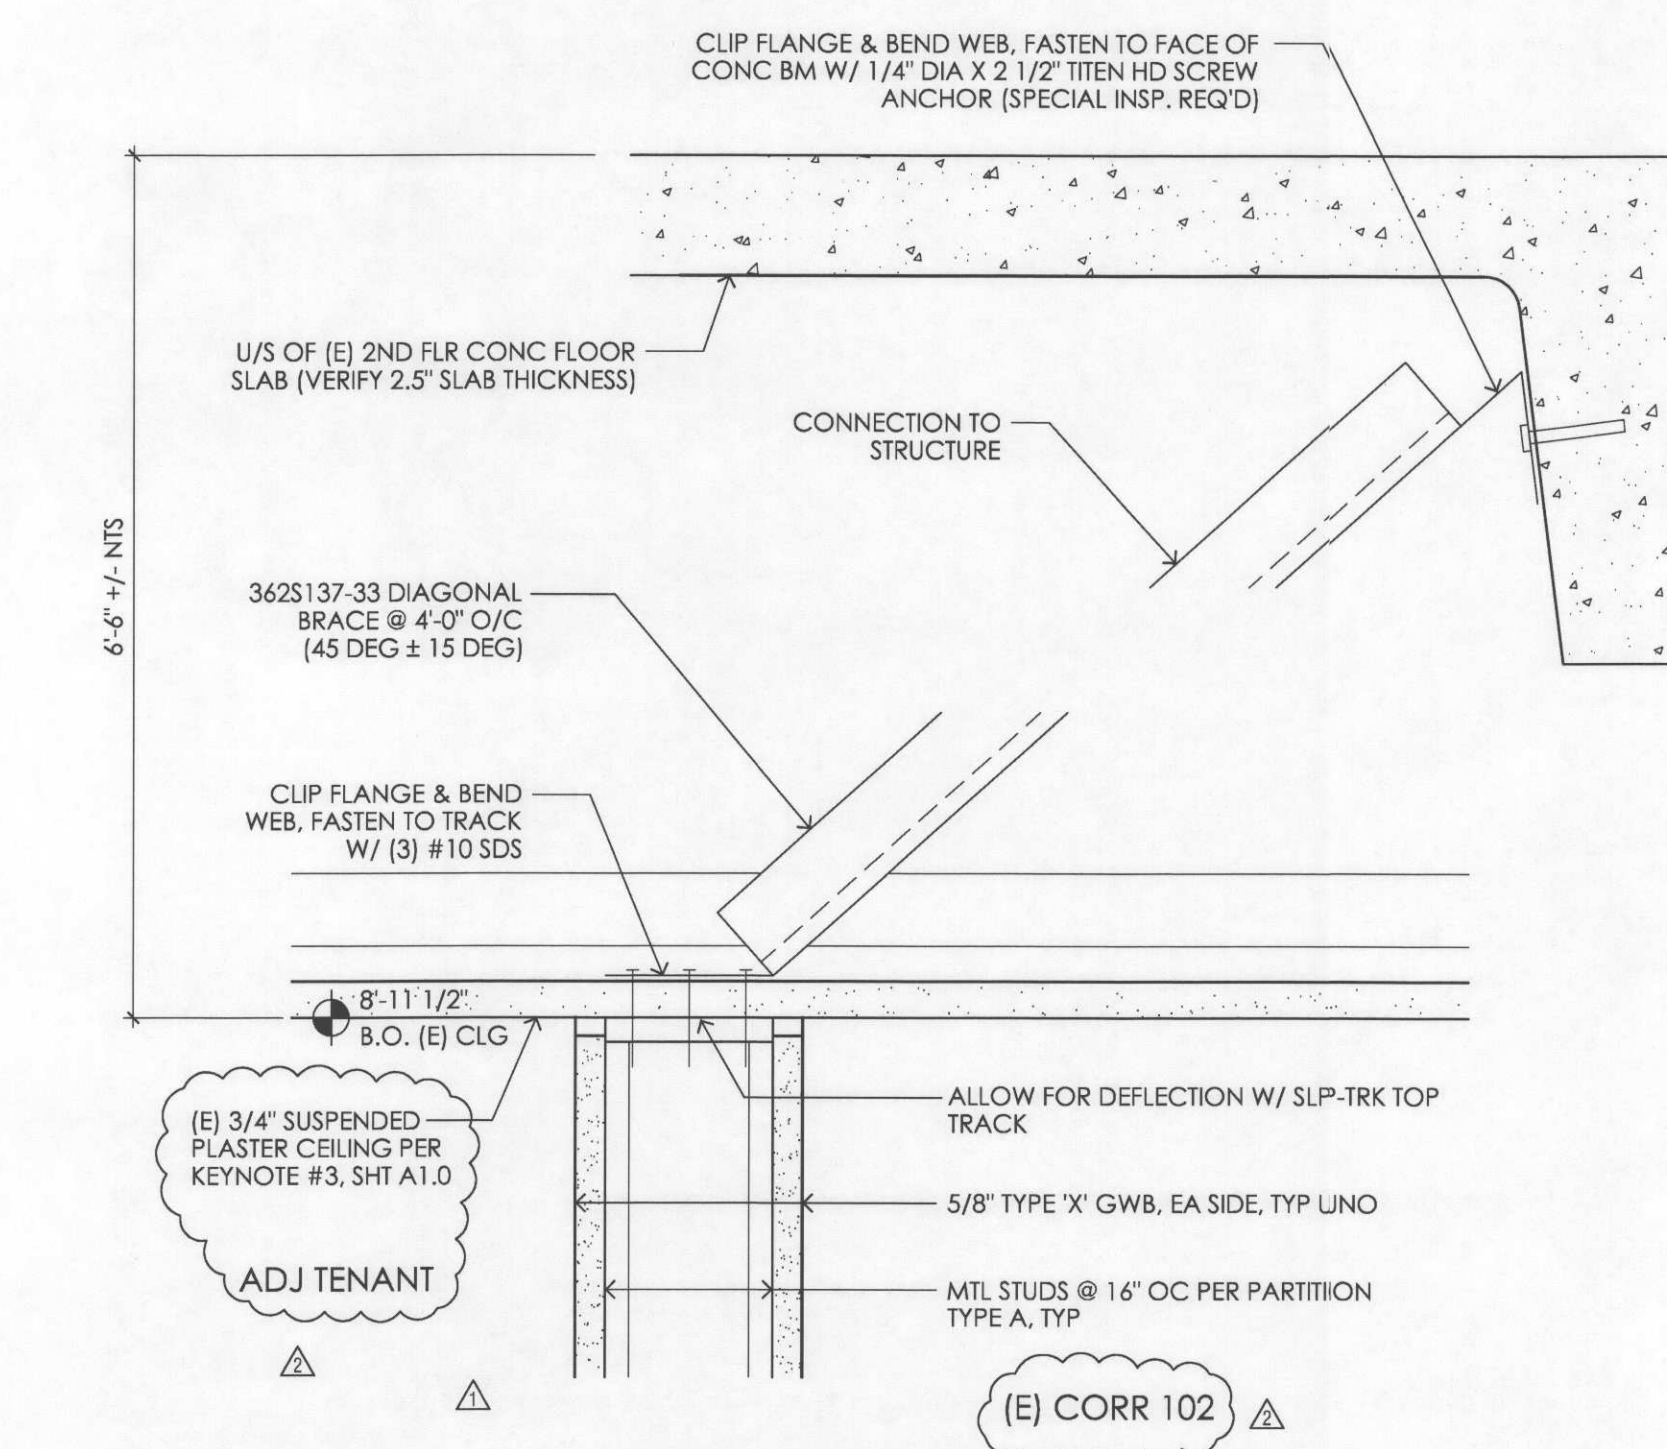 CLIP FLANGE & BEND WEB, FASTEN TO FACE OF
CONC BM W/ 1/4" DIA X 2 1/2" TITEN HD SCREW
ANCHOR (SPECIAL INSP. REQ'D)
U/S OF (E) 2ND FLR CONC FLOOR
SLAB (VERIFY 2.5" SLAB THICKNESS)
CONNECTION TO
STRUCTURE
6'-6" +/- NTS
362S137-33 DIAGONAL
BRACE @ 4'-0" O/C
(45 DEG ± 15 DEG)
CLIP FLANGE & BEND
WEB, FASTEN TO TRACK
W/ (3) #10 SDS
8'-11 1/2"
B.O. (E) CLG
(E) 3/4" SUSPENDED
PLASTER CEILING PER
KEYNOTE #3, SHT A1.0
ADJ TENANT
ALLOW FOR DEFLECTION W/ SLP-TRK TOP
TRACK
5/8" TYPE 'X' GWB, EA SIDE, TYP UNO
MTL STUDS @ 16" OC PER PARTITION
TYPE A, TYP
2
1
(E) CORR 102
2